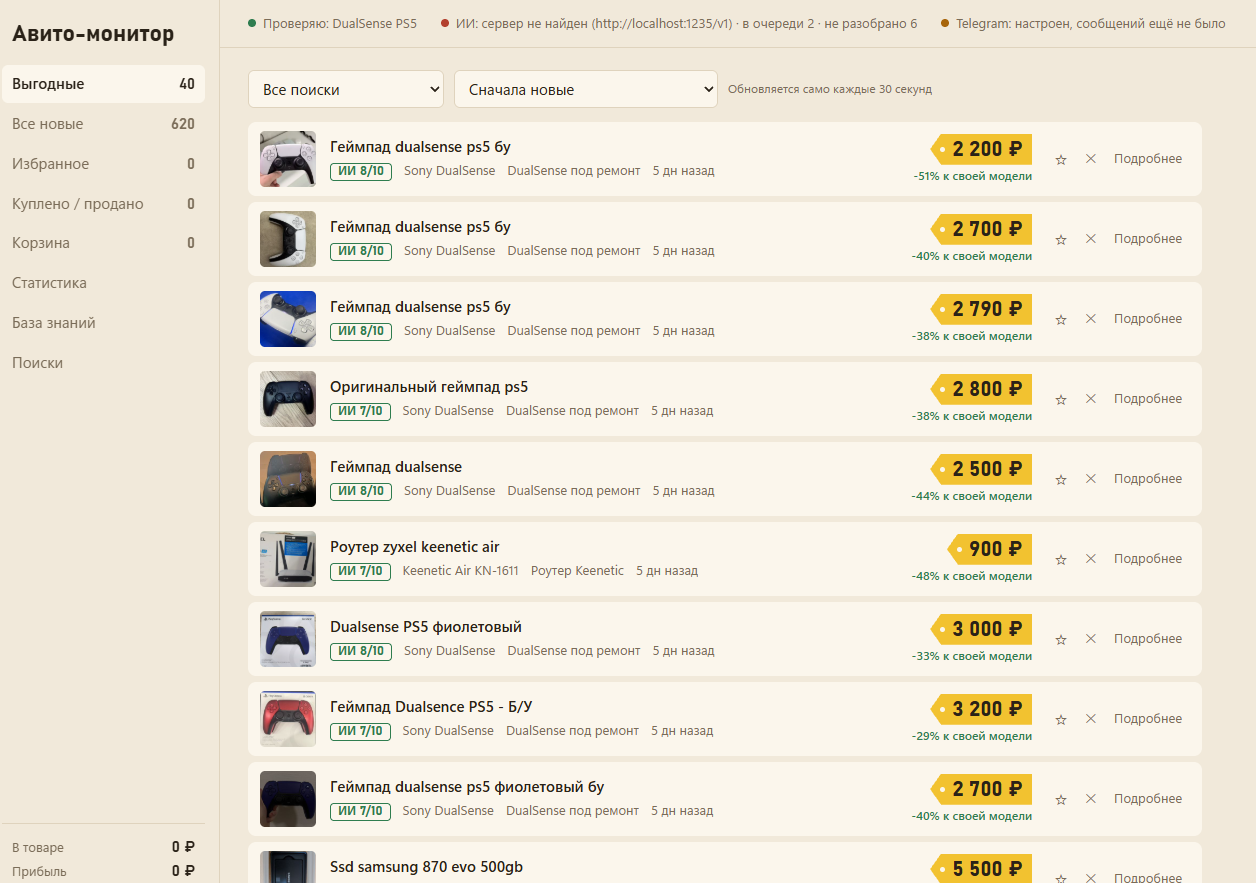 Авито-монитор
Выгодные 40
Все новые 620
Избранное 0
Куплено / продано 0
Корзина 0
Статистика
База знаний
Поиски
В товаре 0 ₽
Прибыль 0 ₽
Проверяю: DualSense PS5 ИИ: сервер не найден (http://localhost:1235/v1) · в очереди 2 · не разобрано 6 Telegram: настроен, сообщений ещё не было
Все поиски Сначала новые Обновляется само каждые 30 секунд
Геймпад dualsense ps5 бу
ИИ 8/10 Sony DualSense DualSense под ремонт 5 дн назад
2 200 ₽
-51% к своей модели
Подробнее
Геймпад dualsense ps5 бу
ИИ 8/10 Sony DualSense DualSense под ремонт 5 дн назад
2 700 ₽
-40% к своей модели
Подробнее
Геймпад dualsense ps5 бу
ИИ 8/10 Sony DualSense DualSense под ремонт 5 дн назад
2 790 ₽
-38% к своей модели
Подробнее
Оригинальный геймпад ps5
ИИ 7/10 Sony DualSense DualSense под ремонт 5 дн назад
2 800 ₽
-38% к своей модели
Подробнее
Геймпад dualsense
ИИ 8/10 Sony DualSense DualSense под ремонт 5 дн назад
2 500 ₽
-44% к своей модели
Подробнее
Роутер zyxel keenetic air
ИИ 7/10 Keenetic Air KN-1611 Роутер Keenetic 5 дн назад
900 ₽
-48% к своей модели
Подробнее
Dualsense PS5 фиолетовый
ИИ 8/10 Sony DualSense DualSense под ремонт 5 дн назад
3 000 ₽
-33% к своей модели
Подробнее
Геймпад Dualsence PS5 - Б/У
ИИ 7/10 Sony DualSense DualSense под ремонт 5 дн назад
3 200 ₽
-29% к своей модели
Подробнее
Геймпад dualsense ps5 фиолетовый бу
ИИ 7/10 Sony DualSense DualSense под ремонт 5 дн назад
2 700 ₽
-40% к своей модели
Подробнее
Ssd samsung 870 evo 500gb
5 500 ₽
Подробнее